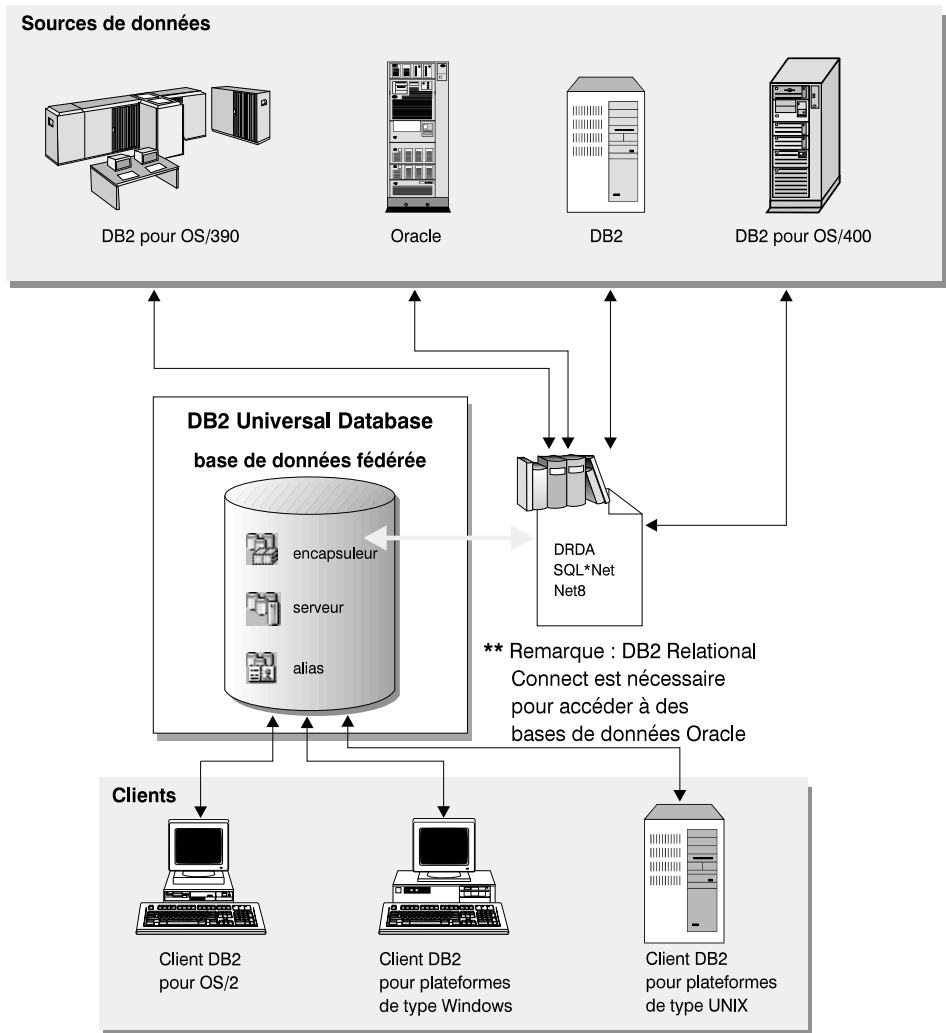 Sources de données
DB2 pour OS/390
Oracle
DB2
DB2 pour OS/400
DB2 Universal Database
base de données fédérée
encapsuleur
serveur
alias
DRDA
SQL*Net
Net8
** Remarque : DB2 Relational
Connect est nécessaire
pour accéder à des
bases de données Oracle
Clients
Client DB2
pour OS/2
Client DB2
pour plateformes
de type Windows
Client DB2
pour plateformes
de type UNIX